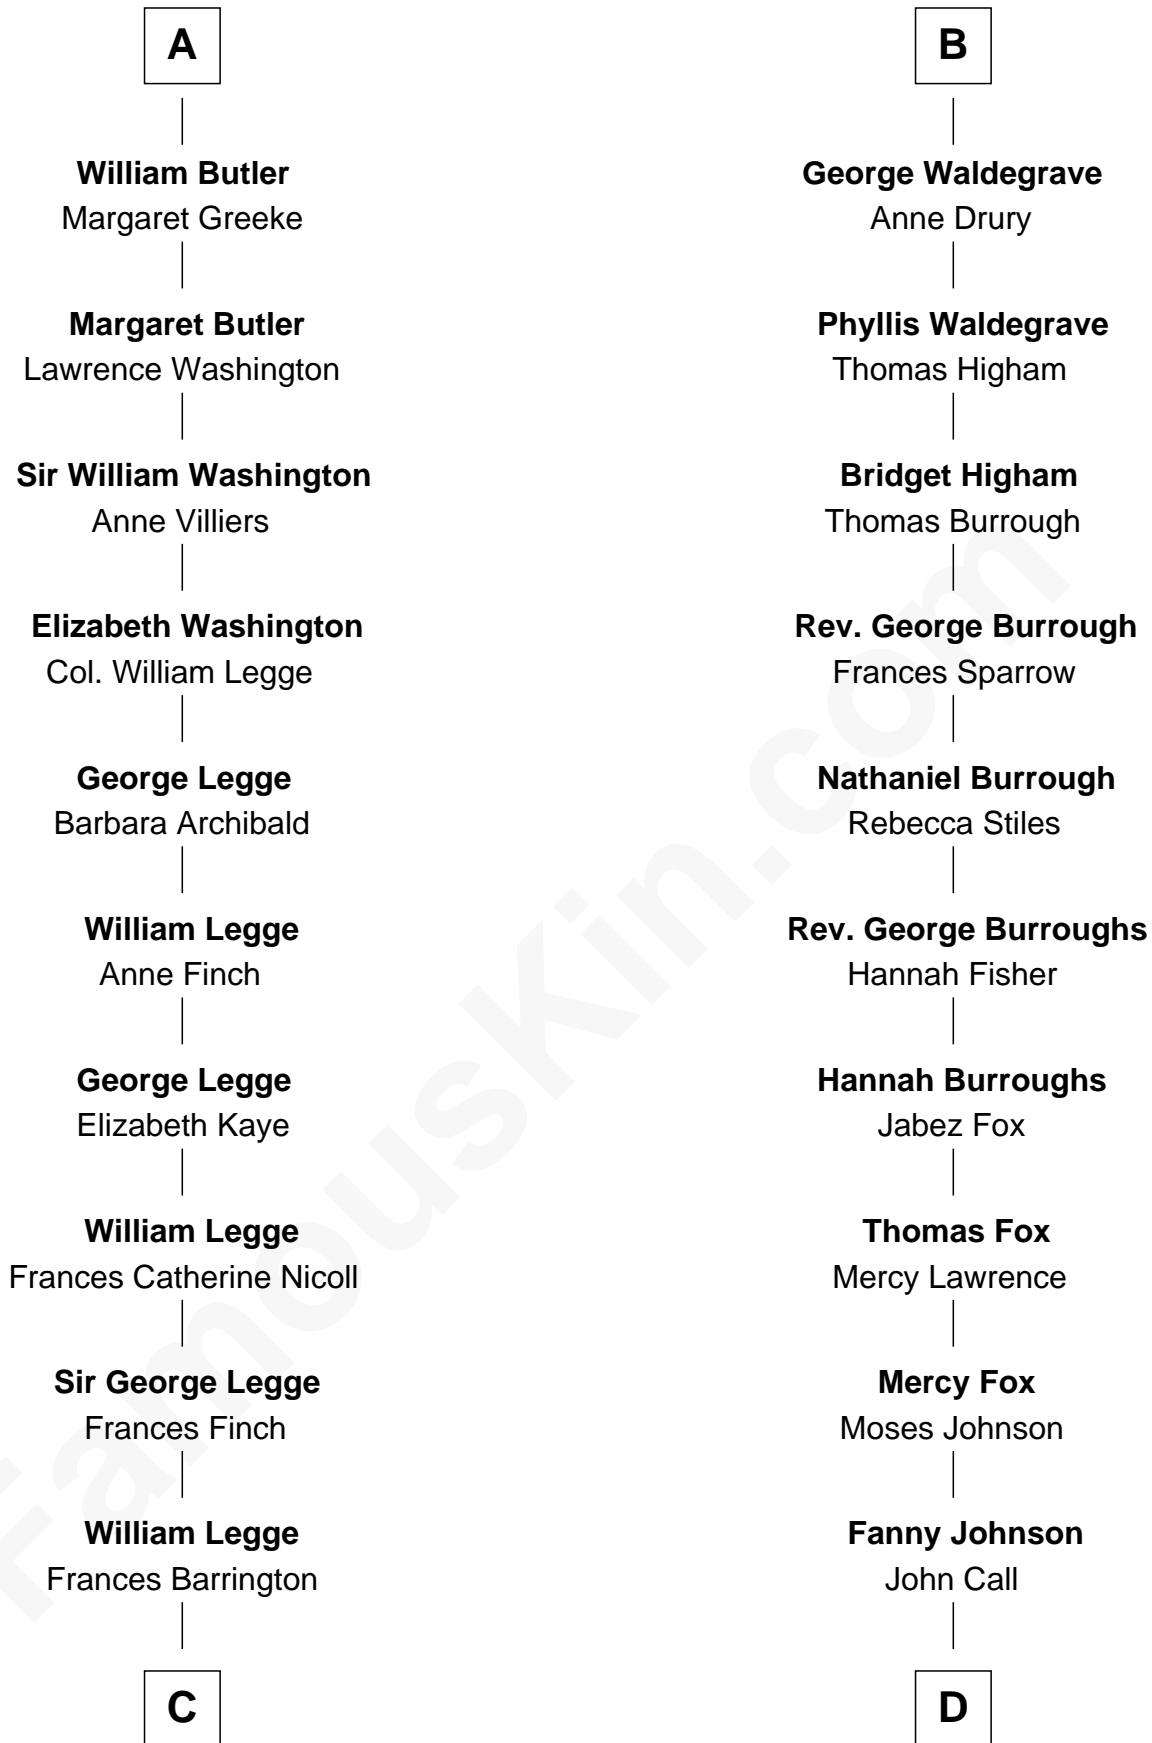 A
William Butler
Margaret Greeke
Margaret Butler
Lawrence Washington
Sir William Washington
Anne Villiers
Elizabeth Washington
Col. William Legge
George Legge
Barbara Archibald
William Legge
Anne Finch
George Legge
Elizabeth Kaye
William Legge
Frances Catherine Nicoll
Sir George Legge
Frances Finch
William Legge
Frances Barrington
C
B
George Waldegrave
Anne Drury
Phyllis Waldegrave
Thomas Higham
Bridget Higham
Thomas Burrough
Rev. George Burrough
Frances Sparrow
Nathaniel Burrough
Rebecca Stiles
Rev. George Burroughs
Hannah Fisher
Hannah Burroughs
Jabez Fox
Thomas Fox
Mercy Lawrence
Mercy Fox
Moses Johnson
Fanny Johnson
John Call
D
FamousKin.com